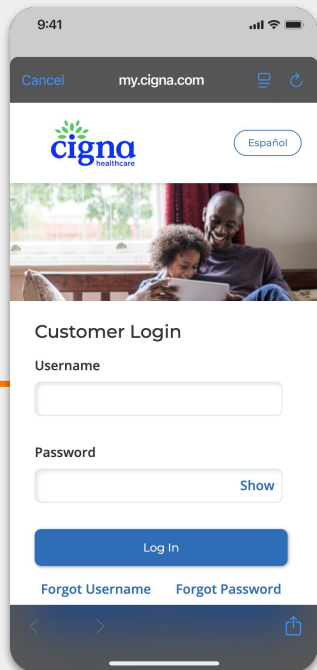 9:41
Cancel my.cigna.com
cigna
healthcare
Español
Customer Login
Username
Password
Show
Log In
Forgot Username Forgot Password